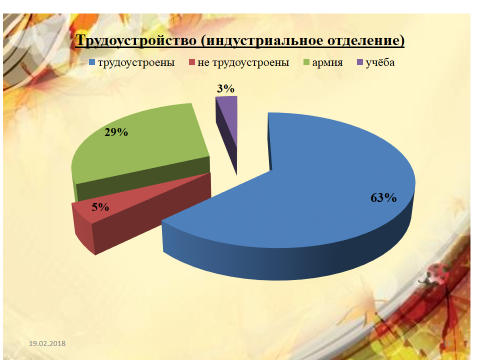 Трудоустройство (индустриальное отделение)
трудоустроены не трудоустроены армия учёба
3%
29%
63%
5%
19.02.2018